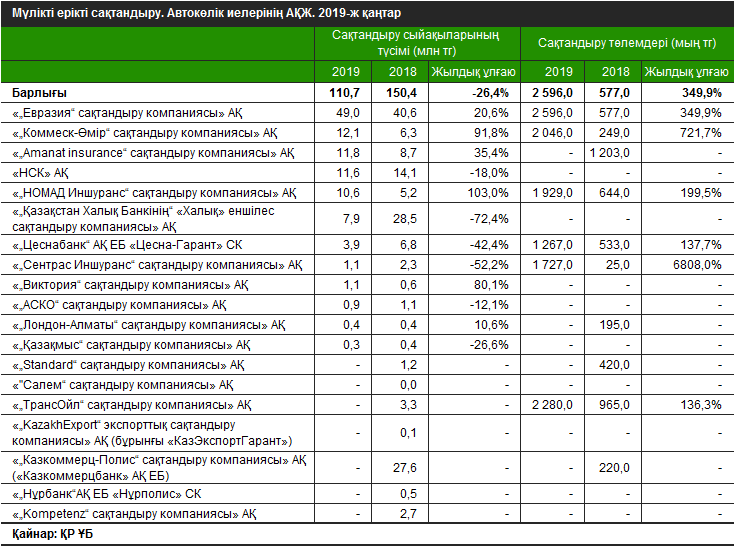 Мүлікті ерікті сақтандыру. Автокөлік иелерінің АҚЖ. 2019-ж қаңтар
Сақтандыру сыйақыларының түсімі (млн тг) Сақтандыру төлемдері (мың тг)
2019 2018 Жылдық ұлғаю 2019 2018 Жылдық ұлғаю
Барлығы 110,7 150,4 -26,4% 2 596,0 577,0 349,9%
«„Евразия“ сақтандыру компаниясы» АҚ 49,0 40,6 20,6% 2 596,0 577,0 349,9%
«„Коммеск-Өмір“ сақтандыру компаниясы» АҚ 12,1 6,3 91,8% 2 046,0 249,0 721,7%
«„Amanat insurance“ сақтандыру компаниясы» АҚ 11,8 8,7 35,4% - 1 203,0 -
«НСК» АҚ 11,6 14,1 -18,0% - - -
«„НОМАД Иншуранс“ сақтандыру компаниясы» АҚ 10,6 5,2 103,0% 1 929,0 644,0 199,5%
«„Қазақстан Халық Банкінің“ «Халық» еншілес
сақтандыру компаниясы» АҚ 7,9 28,5 -72,4% - - -
«„Цеснабанк“ АҚ ЕБ «Цесна-Гарант» СК 3,9 6,8 -42,4% 1 267,0 533,0 137,7%
«„Сентрас Иншуранс“ сақтандыру компаниясы» АҚ 1,1 2,3 -52,2% 1 727,0 25,0 6808,0%
«„Виктория“ сақтандыру компаниясы» АҚ 1,1 0,6 80,1% - - -
«„АСКО“ сақтандыру компаниясы» АҚ 0,9 1,1 -12,1% - - -
«„Лондон-Алматы“ сақтандыру компаниясы» АҚ 0,4 0,4 10,6% - 195,0 -
«„Қазақмыс“ сақтандыру компаниясы» АҚ 0,3 0,4 -26,6% - - -
«„Standard“ сақтандыру компаниясы» АҚ - 1,2 - - 420,0 -
«“Салем“ сақтандыру компаниясы» АҚ - 0,0 - - - -
«„ТрансОйл“ сақтандыру компаниясы» АҚ - 3,3 - 2 280,0 965,0 136,3%
«„KazakhExport“ экспорттық сақтандыру
компаниясы» АҚ (бұрынғы «КазЭкспортГарант») - 0,1 - - - -
«„Казкоммерц-Полис“ сақтандыру компаниясы» АҚ
(«Казкоммерцбанк» АҚ ЕБ) - 27,6 - - 220,0 -
«„Нұрбанк“АҚ ЕБ «Нұрполис» СК - 0,5 - - - -
«„Kompetenz“ сақтандыру компаниясы» АҚ - 2,7 - - - -
Қайнар: ҚР ҰБ